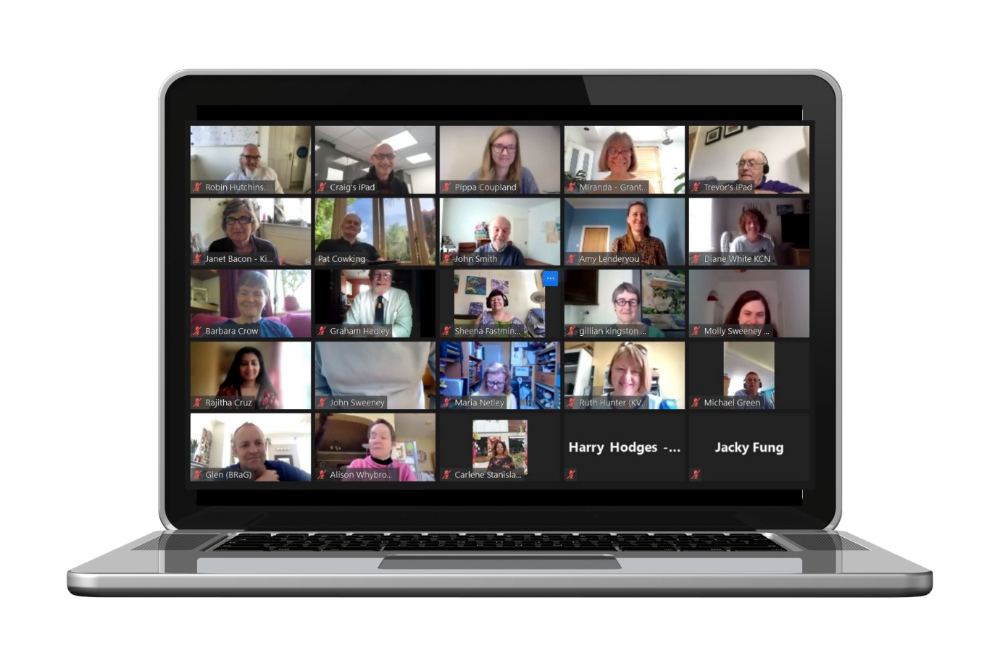 Robin Hutchins...
Craig's iPad
Pippa Coupland
Miranda - Grant...
Trevor's iPad
Janet Bacon - Ki...
Pat Cowking
John Smith
Amy Lenderyou
Diane White KCN
Barbara Crow
Graham Hedley
Sheena Fastmin...
gillian kingston ...
Molly Sweeney ...
Rajitha Cruz
John Sweeney
Maria Netley
Ruth Hunter (KV...
Michael Green
Glen (BRaG)
Alison Whybro...
Carlene Stanisla...
Harry Hodges -...
Jacky Fung